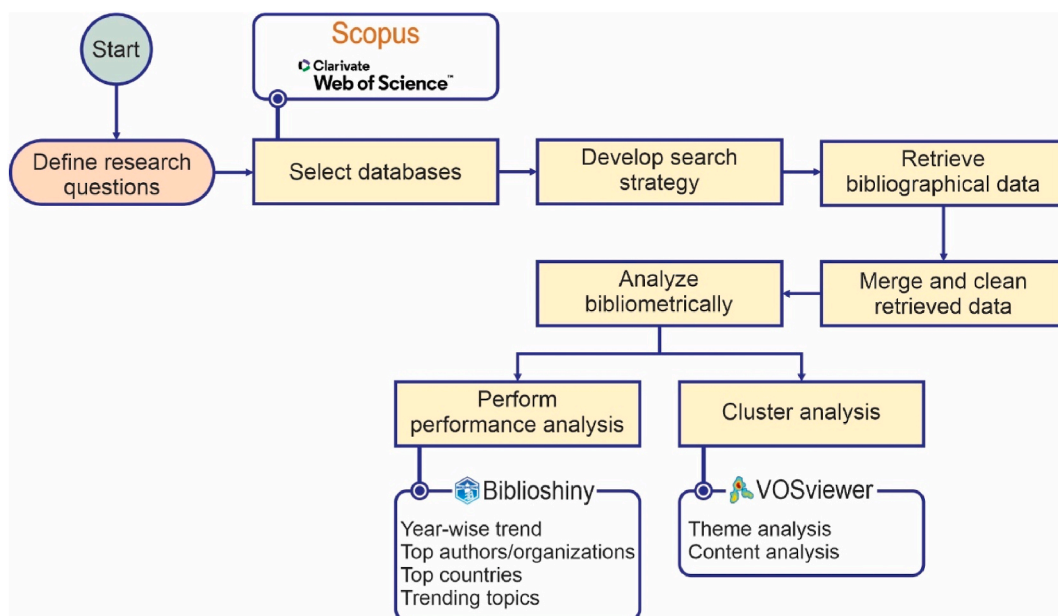 Start
Scopus
Clarivate
Web of Science™
Define research
questions
Select databases
Develop search
strategy
Retrieve
bibliographical data
Merge and clean
retrieved data
Analyze
bibliometrically
Perform
performance analysis
Cluster analysis
Biblioshiny
Year-wise trend
Top authors/organizations
Top countries
Trending topics
VOSviewer
Theme analysis
Content analysis